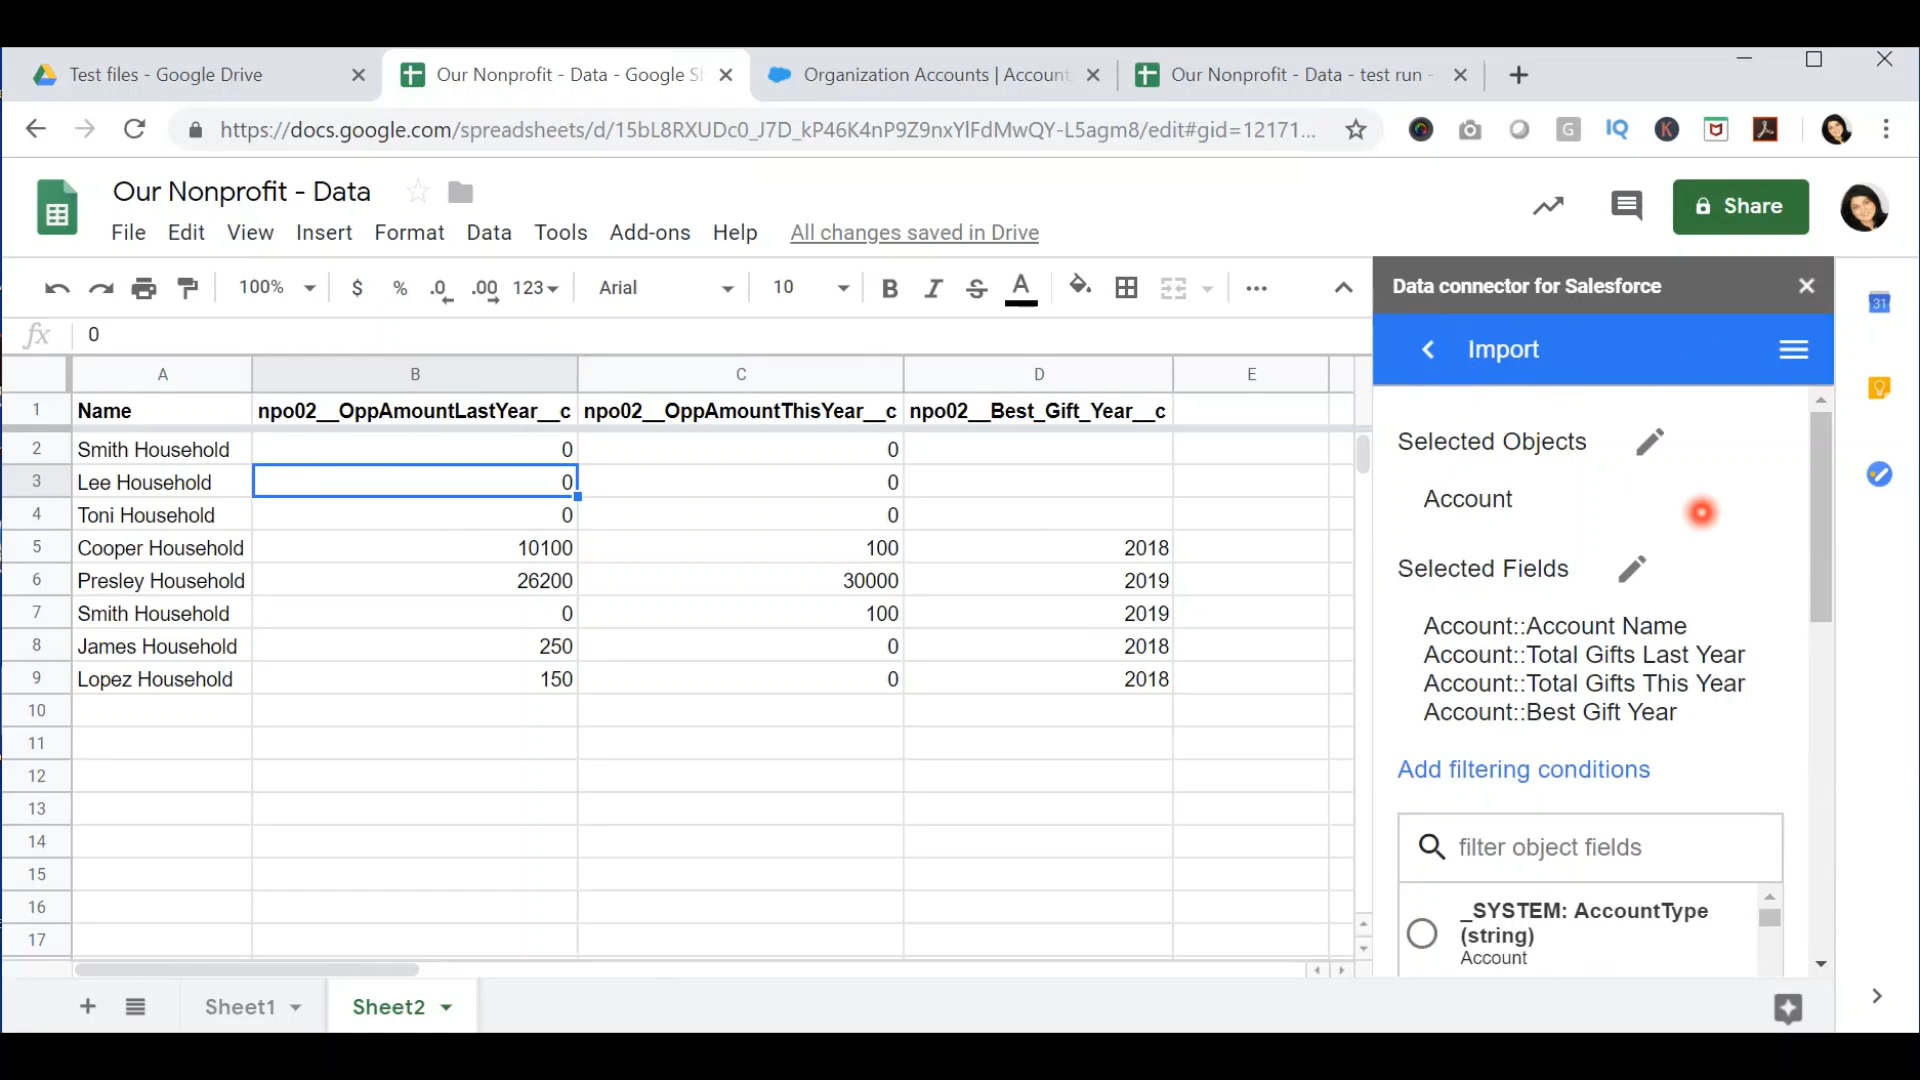 Test files - Google Drive
Our Nonprofit - Data - Google Sl
Organization Accounts | Account
Our Nonprofit - Data - test run -
https://docs.google.com/spreadsheets/d/15bL8RXUDc0_J7D_kP46K4nP9Z9nxYlFdMwQY-L5agm8/edit#gid=12171...
G
IQ
K
Our Nonprofit - Data
Share
File Edit View Insert Format Data Tools Add-ons Help All changes saved in Drive
100% $ % .0 .00 123 Arial 10 B I S A
Data connector for Salesforce
31
fx 0
Import
A B C D E
1 Name npo02__OppAmountLastYear__c npo02__OppAmountThisYear__c npo02__Best_Gift_Year__c
2 Smith Household 0 0
3 Lee Household 0 0
4 Toni Household 0 0
5 Cooper Household 10100 100 2018
6 Presley Household 26200 30000 2019
7 Smith Household 0 100 2019
8 James Household 250 0 2018
9 Lopez Household 150 0 2018
10
11
12
13
14
15
16
17
Selected Objects
Account
Selected Fields
Account::Account Name
Account::Total Gifts Last Year
Account::Total Gifts This Year
Account::Best Gift Year
Add filtering conditions
filter object fields
_SYSTEM: AccountType
(string)
Account
Sheet1
Sheet2